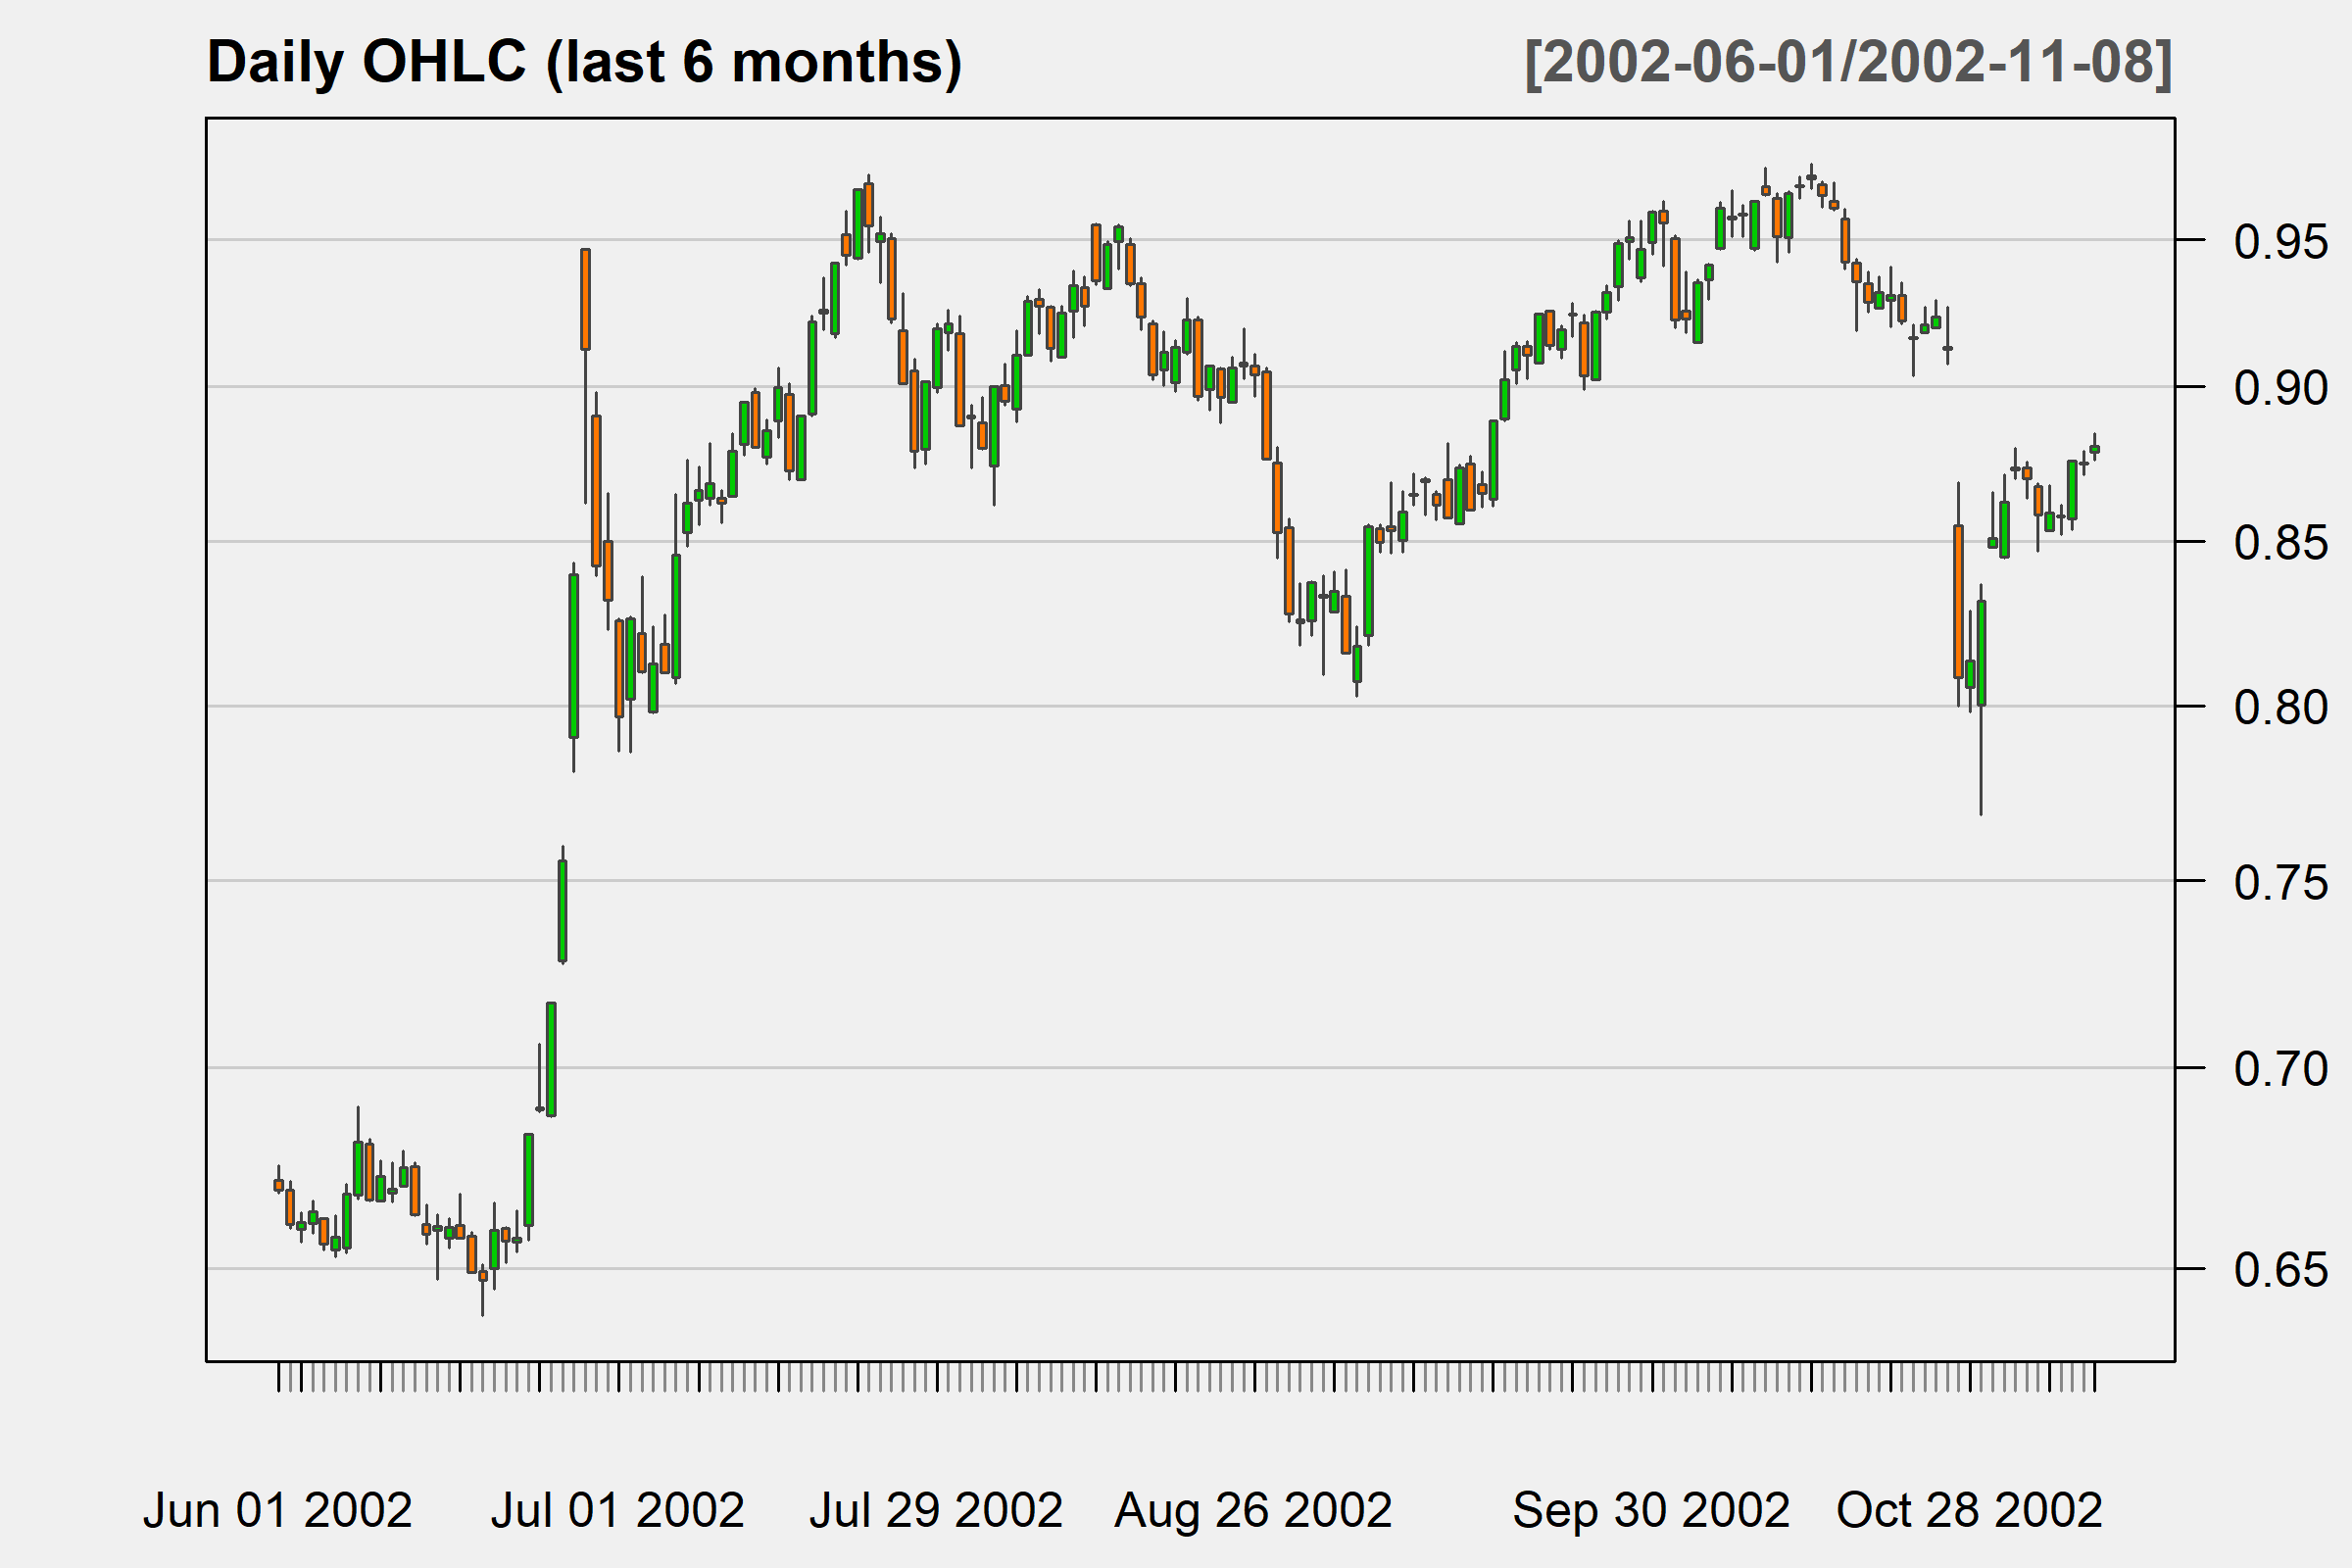 Daily OHLC (last 6 months)
[2002-06-01/2002-11-08]
0.95
0.90
0.85
0.80
0.75
0.70
0.65
Jun 01 2002
Jul 01 2002
Jul 29 2002
Aug 26 2002
Sep 30 2002
Oct 28 2002